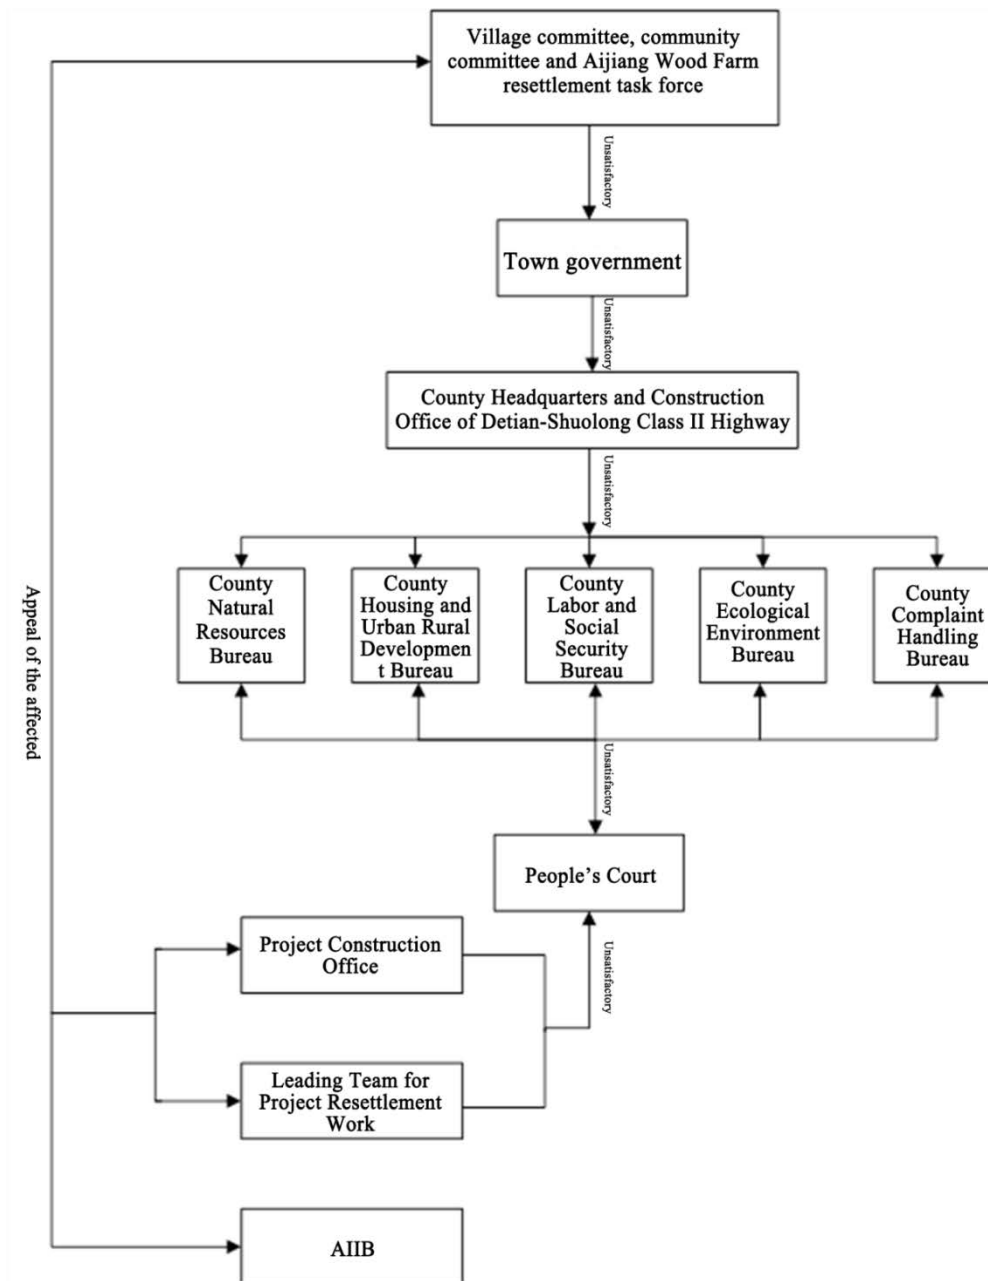 Village committee, community
committee and Aijiang Wood Farm
resettlement task force
Unsatisfactory
Town government
Unsatisfactory
County Headquarters and Construction
Office of Detian-Shuolong Class II Highway
Unsatisfactory
County
Natural
Resources
Bureau
County
Housing and
Urban Rural
Developmen
t Bureau
County
Labor and
Social
Security
Bureau
County
Ecological
Environment
Bureau
County
Complaint
Handling
Bureau
Appeal of the affected
Unsatisfactory
People's Court
Unsatisfactory
Project Construction
Office
Leading Team for
Project Resettlement
Work
AIIB